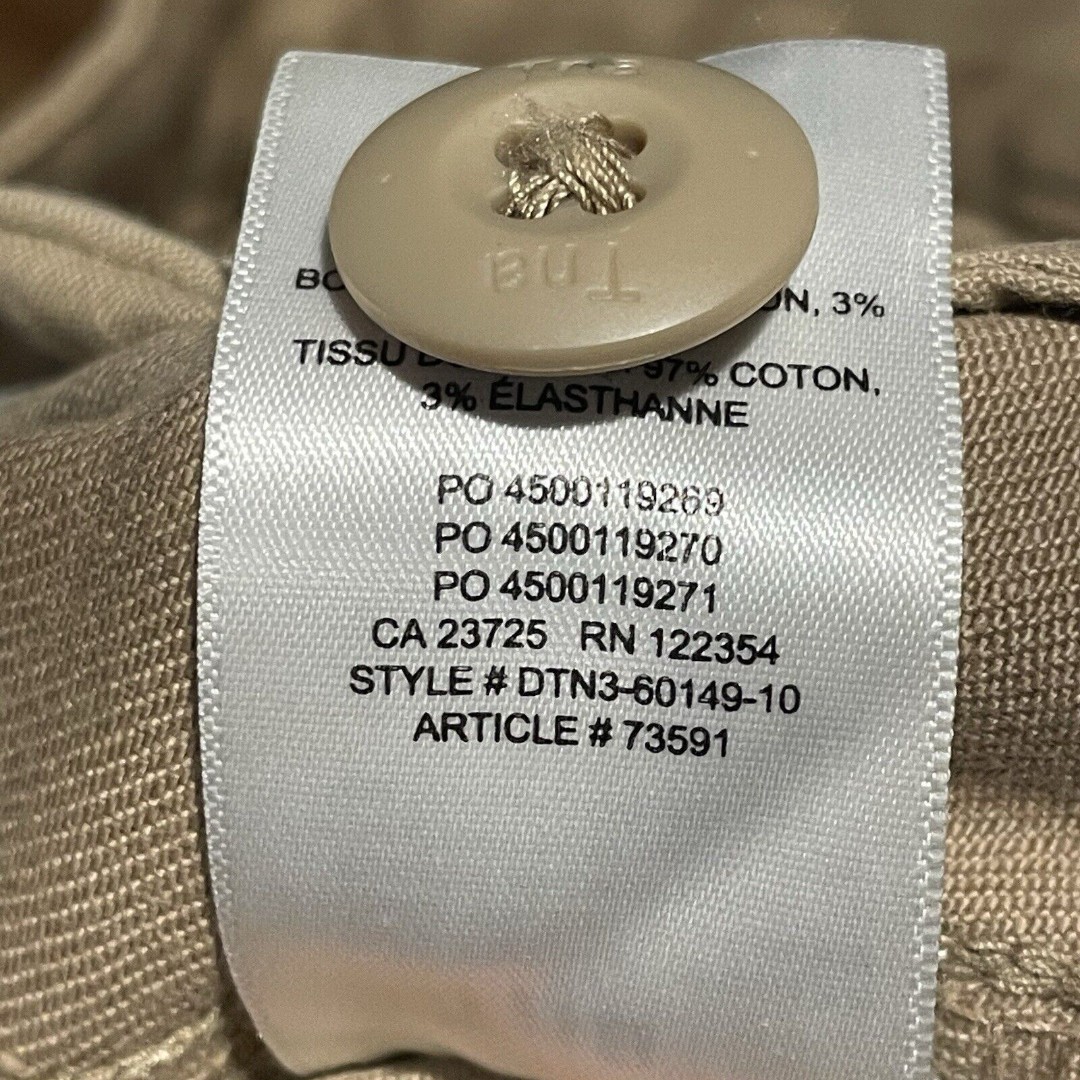 Tna
ON, 3%
TISSU 97% COTON,
3% ÉLASTHANNE
PO 4500119269
PO 4500119270
PO 4500119271
CA 23725 RN 122354
STYLE # DTN3-60149-10
ARTICLE # 73591